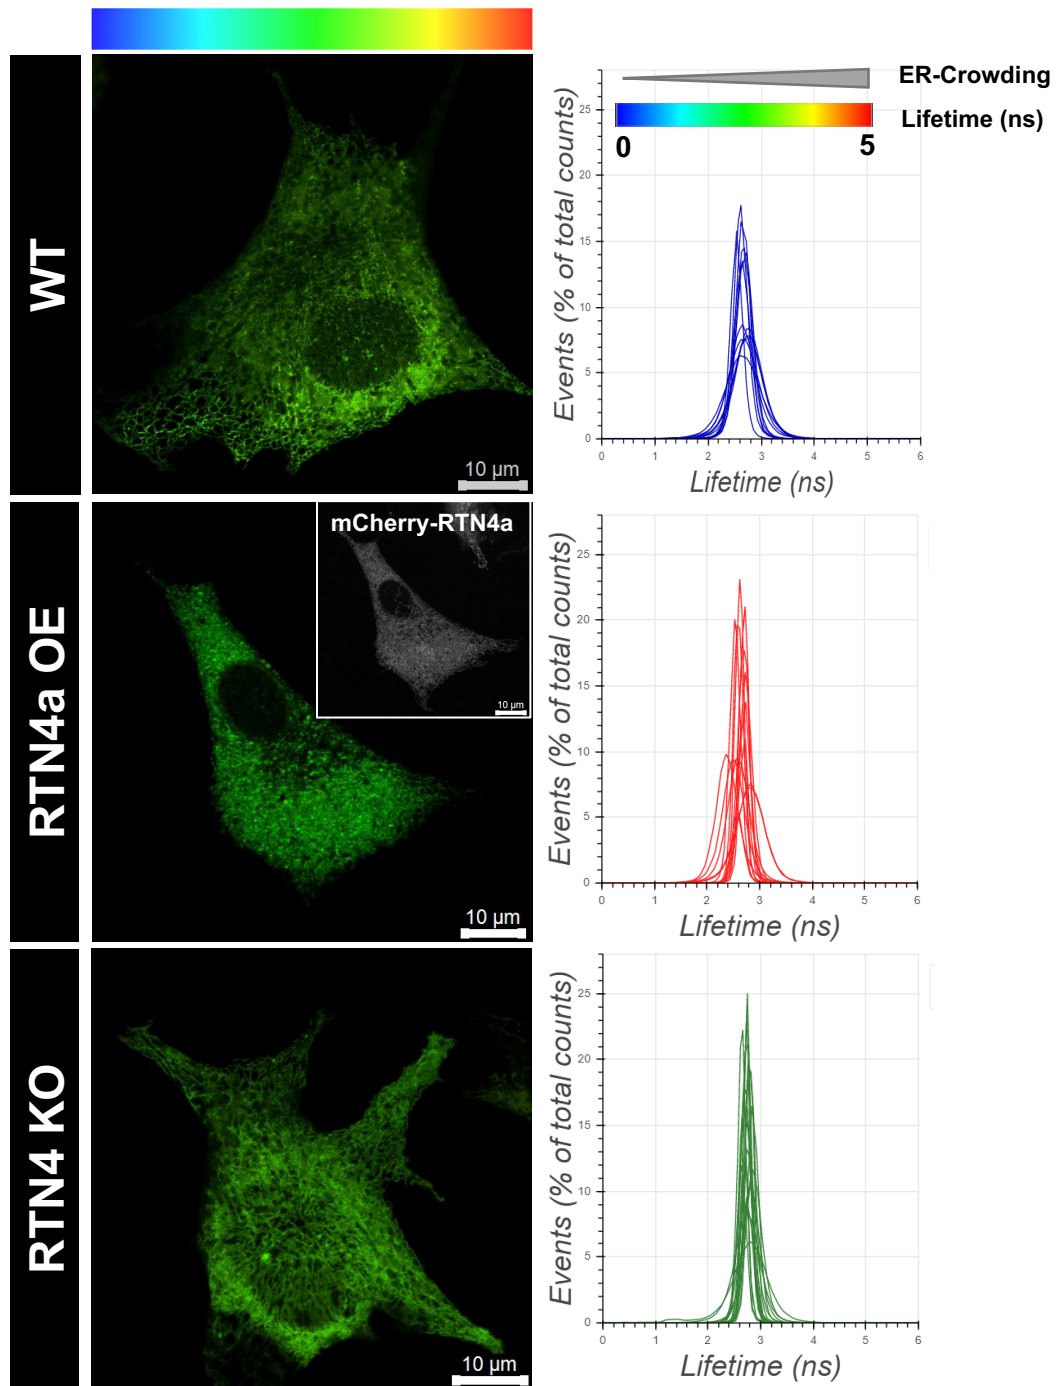 WT
10 µm
ER-Crowding
Lifetime (ns)
0
5
Events (% of total counts)
25
20
15
10
5
0
0 1 2 3 4 5 6
Lifetime (ns)
RTN4a OE
mCherry-RTN4a
10 µm
10 µm
Events (% of total counts)
25
20
15
10
5
0
0 1 2 3 4 5 6
Lifetime (ns)
RTN4 KO
10 µm
Events (% of total counts)
25
20
15
10
5
0
0 1 2 3 4 5 6
Lifetime (ns)